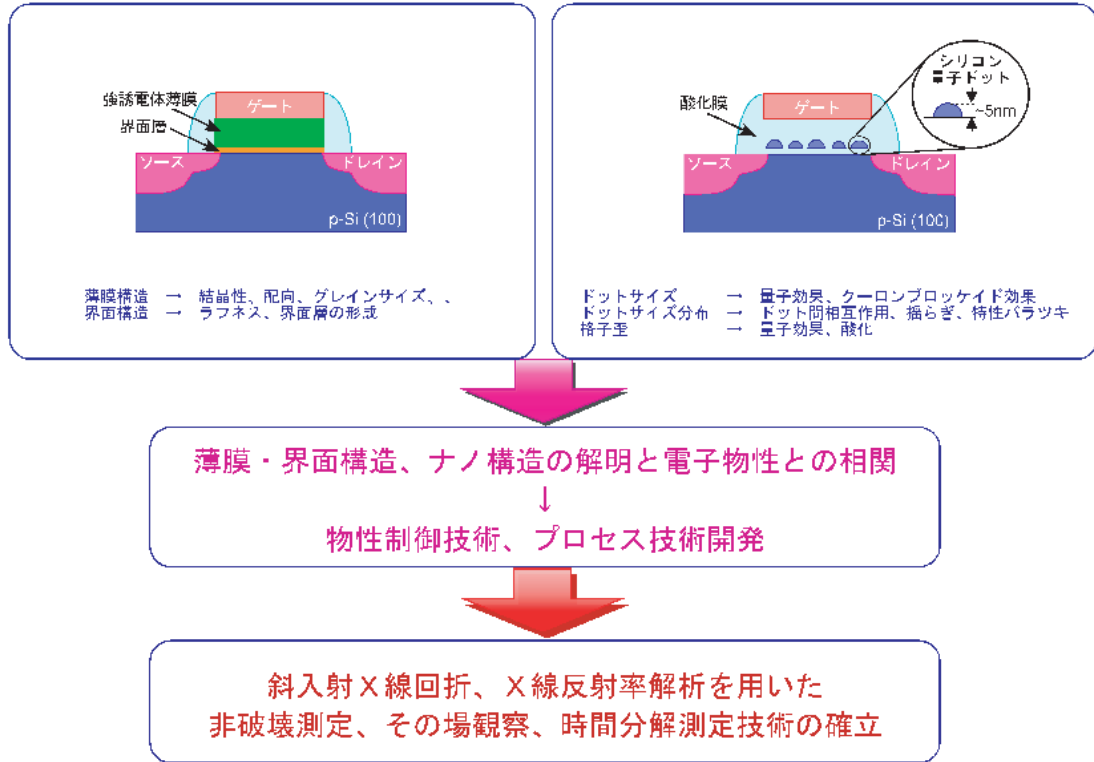 強誘電体薄膜
界面層
ゲート
ソース
ドレイン
p-Si (100)
薄膜構造 → 結晶性、配向、グレインサイズ、、
界面構造 → ラフネス、界面層の形成
酸化膜
ゲート
シリコン
量子ドット
~5nm
ソース
ドレイン
p-Si (100)
ドットサイズ → 量子効果、クーロンブロッケイド効果
ドットサイズ分布 → ドット間相互作用、揺らぎ、特性バラツキ
格子歪 → 量子効果、酸化
薄膜・界面構造、ナノ構造の解明と電子物性との相関
↓
物性制御技術、プロセス技術開発
斜入射X線回折、X線反射率解析を用いた
非破壊測定、その場観察、時間分解測定技術の確立